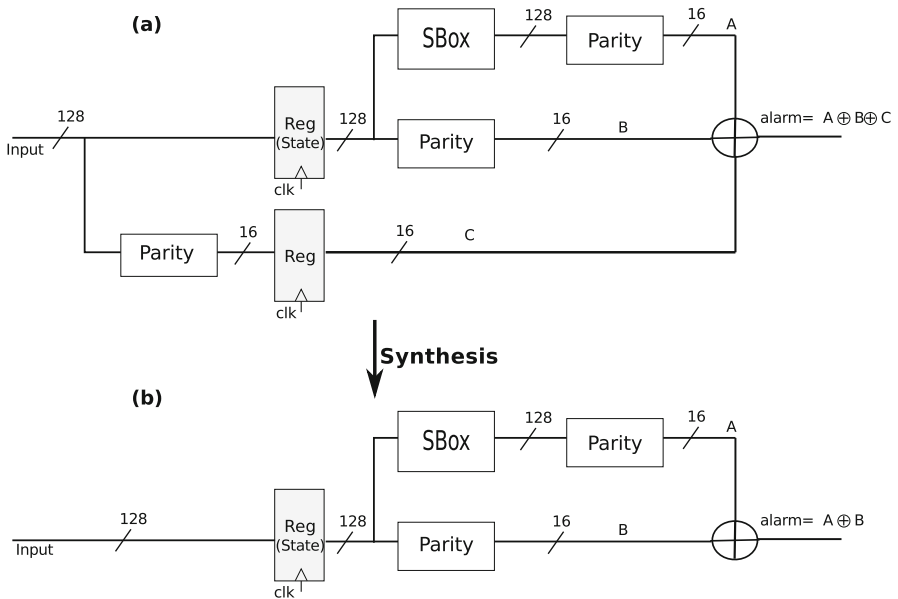 (a)
128
SBox
128
Parity
16
A
Input
128
Reg
(State)
clk
128
Parity
16
B
alarm= A ⊕ B ⊕ C
Parity
16
Reg
clk
16
C
Synthesis
(b)
SBox
128
Parity
16
A
Input
128
Reg
(State)
clk
128
Parity
16
B
alarm= A ⊕ B